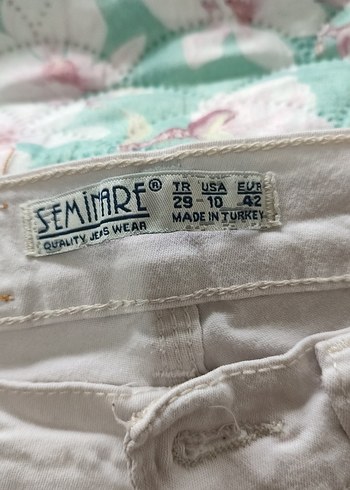 SEMINARE®
QUALITY JEANS WEAR
TR USA EUR
29 - 10 42
MADE IN TURKEY